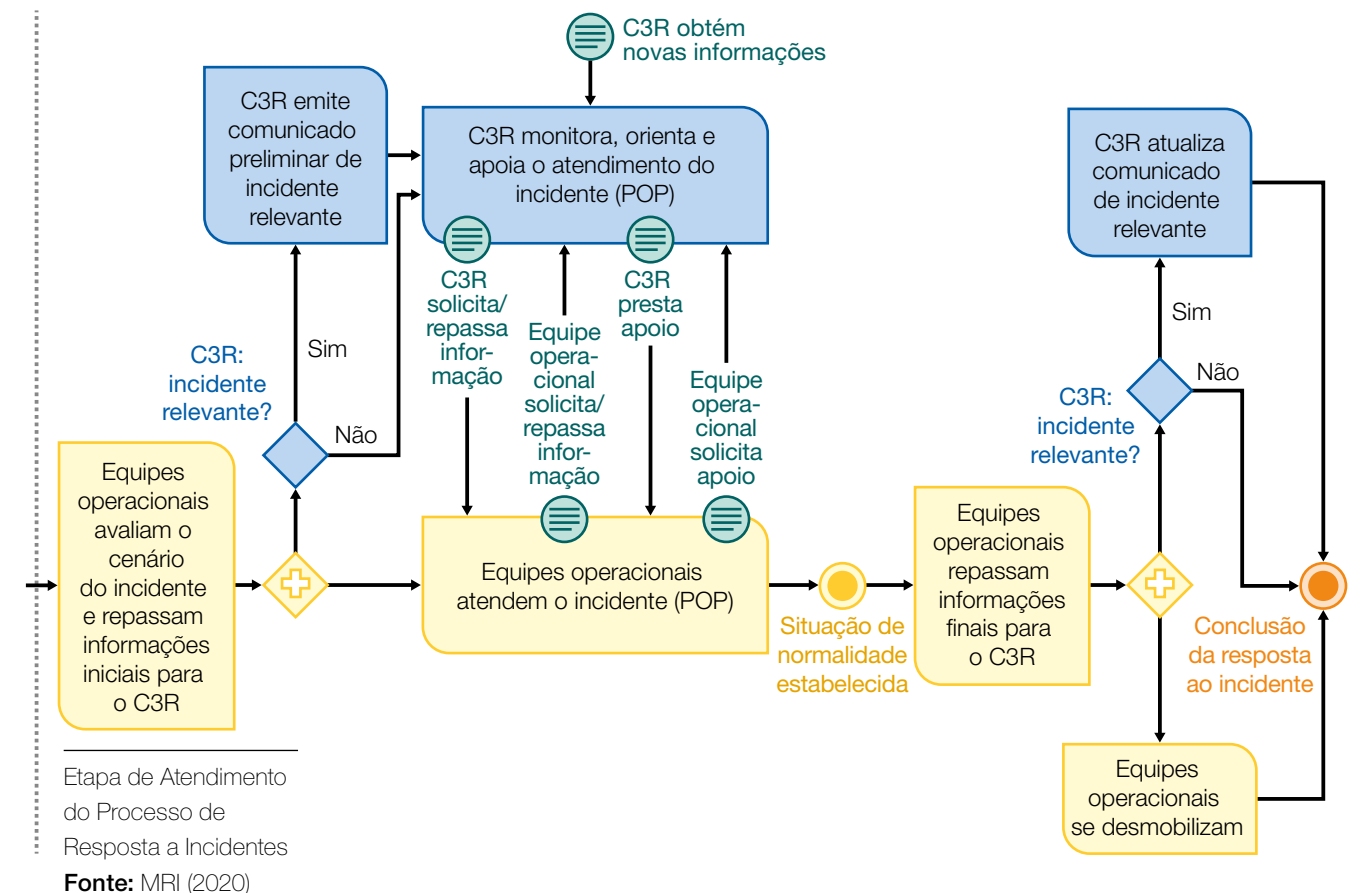 C3R obtém
novas informações
C3R emite
comunicado
preliminar de
incidente
relevante
C3R monitora, orienta e
apoia o atendimento do
incidente (POP)
C3R atualiza
comunicado
de incidente
relevante
C3R
solicita/
repassa
infor-
mação
Equipe
opera-
cional
solicita/
repassa
infor-
mação
C3R
presta
apoio
Equipe
opera-
cional
solicita
apoio
C3R:
incidente
relevante?
Sim
Não
C3R:
incidente
relevante?
Sim
Não
Equipes
operacionais
avaliam o
cenário
do incidente
e repassam
informações
iniciais para
o C3R
Equipes operacionais
atendem o incidente (POP)
Situação de
normalidade
estabelecida
Equipes
operacionais
repassam
informações
finais para
o C3R
Conclusão
da resposta
ao incidente
Equipes
operacionais
se desmobilizam
Etapa de Atendimento
do Processo de
Resposta a Incidentes
Fonte: MRI (2020)